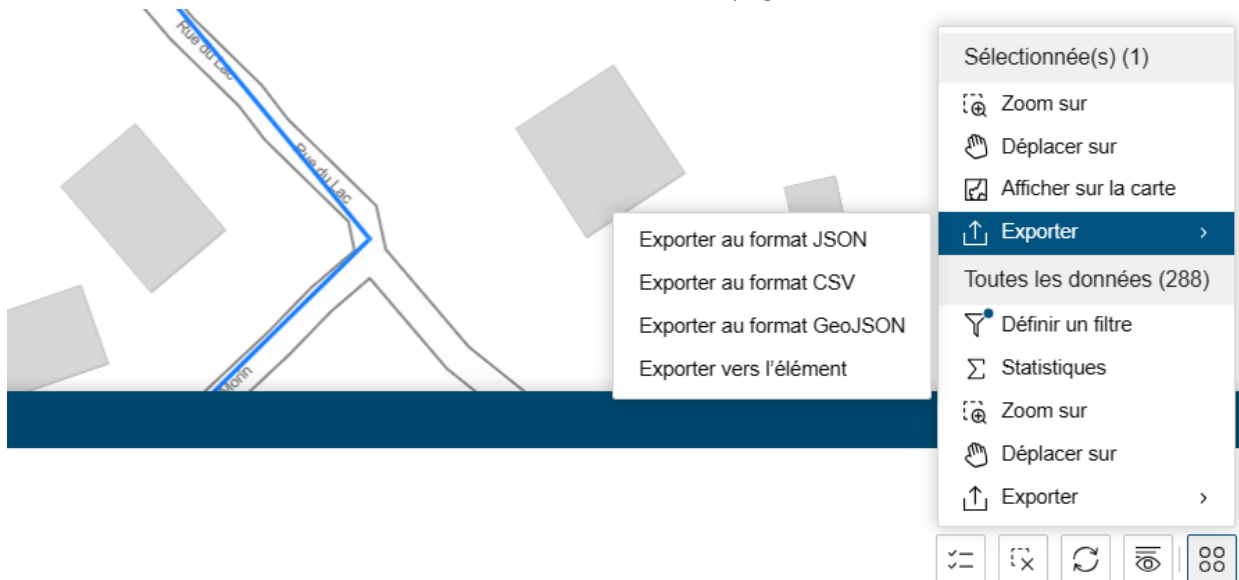 Rue du Lac
Rue du Lac
Morin
Sélectionnée(s) (1)
Zoom sur
Déplacer sur
Afficher sur la carte
Exporter
Exporter au format JSON
Exporter au format CSV
Exporter au format GeoJSON
Exporter vers l’élément
Toutes les données (288)
Définir un filtre
Statistiques
Zoom sur
Déplacer sur
Exporter